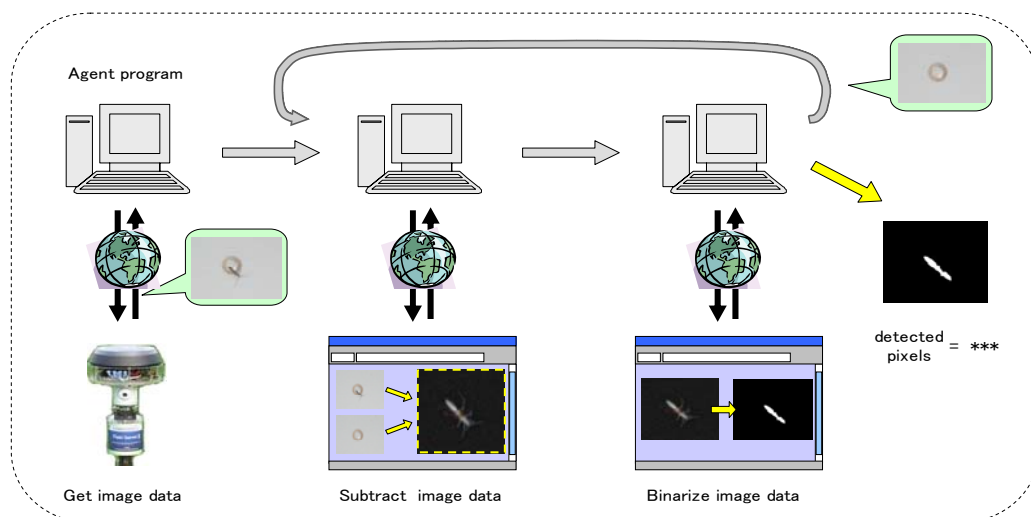 Agent program
detected
pixels = ***
Get image data
Subtract image data
Binarize image data